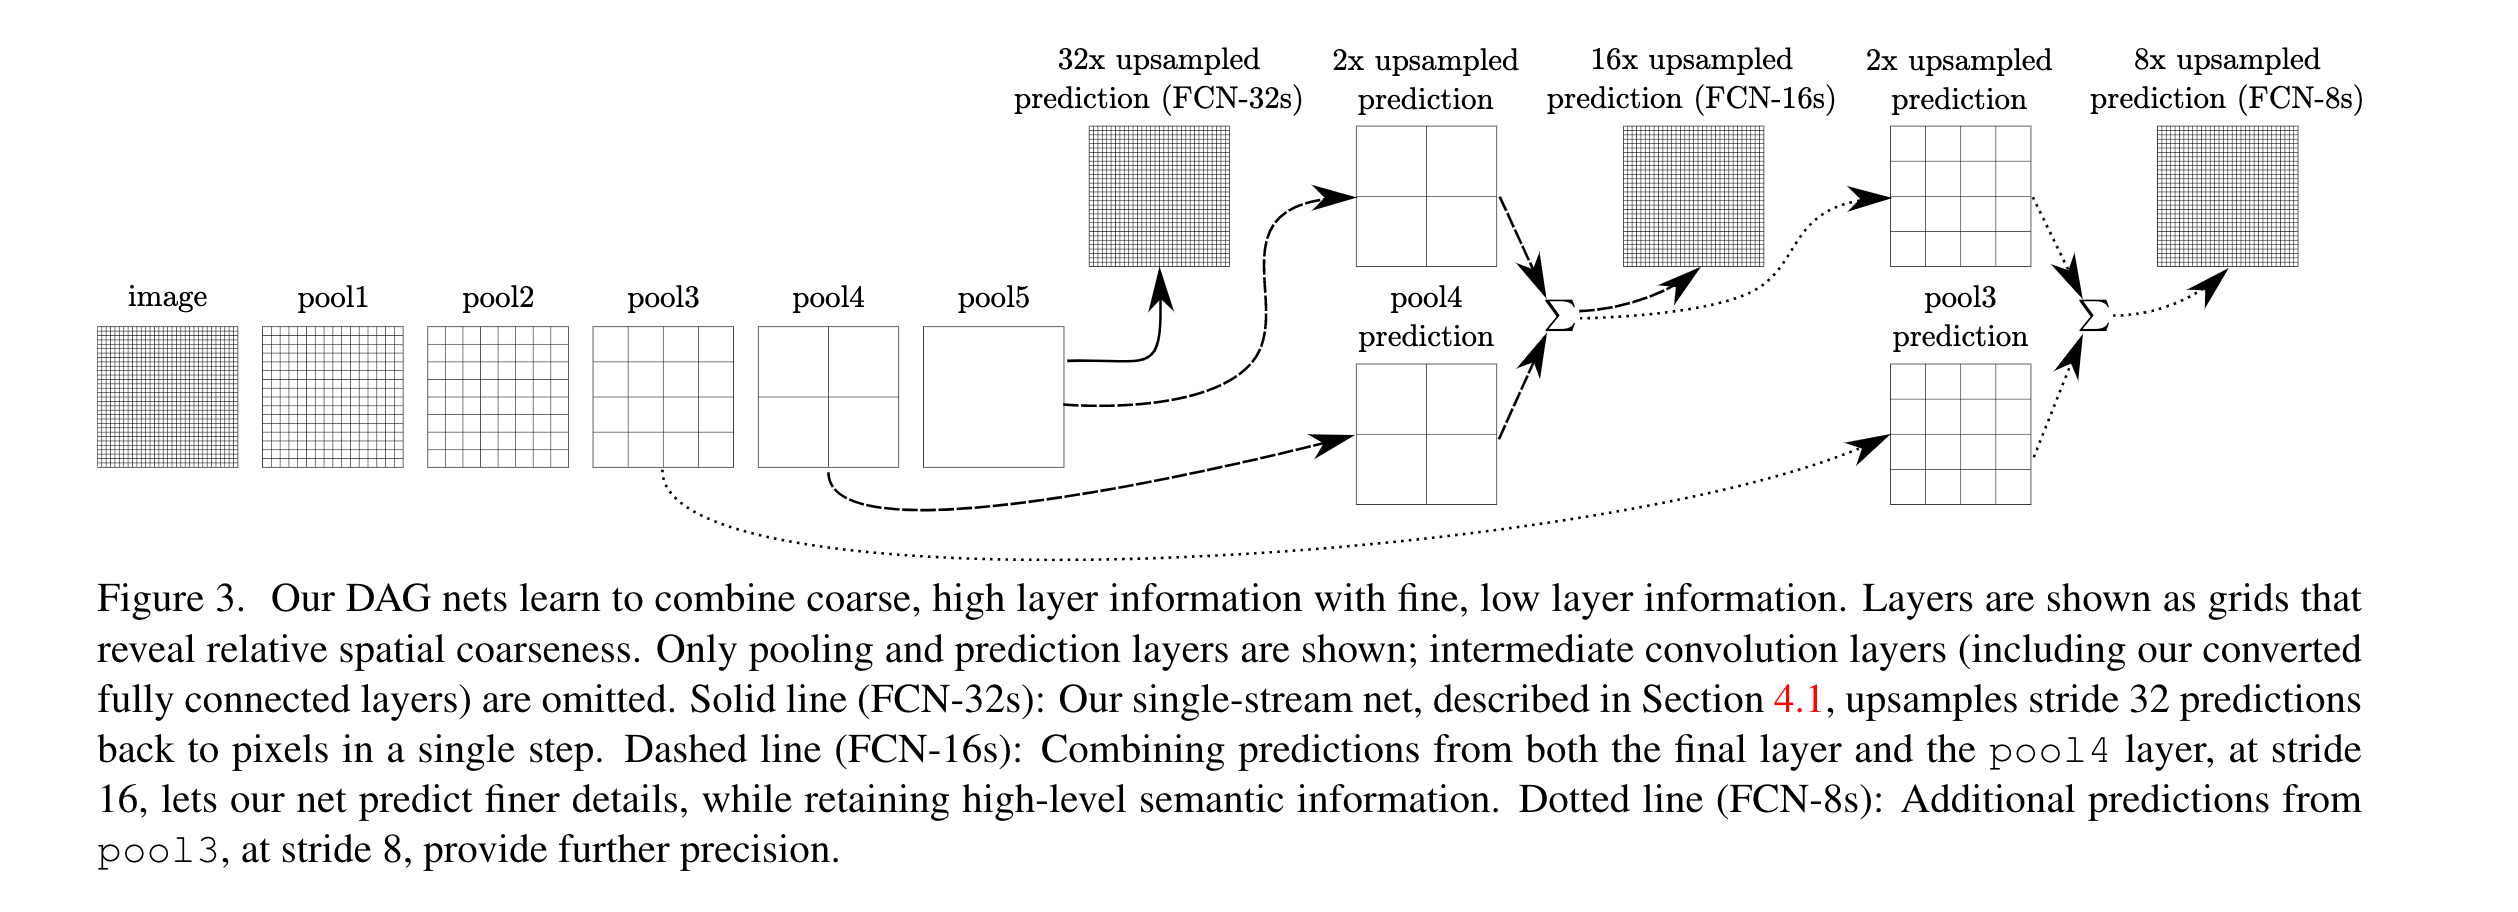 32x upsampled
prediction (FCN-32s)
2x upsampled
prediction
16x upsampled
prediction (FCN-16s)
2x upsampled
prediction
8x upsampled
prediction (FCN-8s)
image
pool1
pool2
pool3
pool4
pool5
pool4
prediction
∑
pool3
prediction
∑
Figure 3. Our DAG nets learn to combine coarse, high layer information with fine, low layer information. Layers are shown as grids that
reveal relative spatial coarseness. Only pooling and prediction layers are shown; intermediate convolution layers (including our converted
fully connected layers) are omitted. Solid line (FCN-32s): Our single-stream net, described in Section 4.1, upsamples stride 32 predictions
back to pixels in a single step. Dashed line (FCN-16s): Combining predictions from both the final layer and the pool4 layer, at stride
16, lets our net predict finer details, while retaining high-level semantic information. Dotted line (FCN-8s): Additional predictions from
pool3, at stride 8, provide further precision.